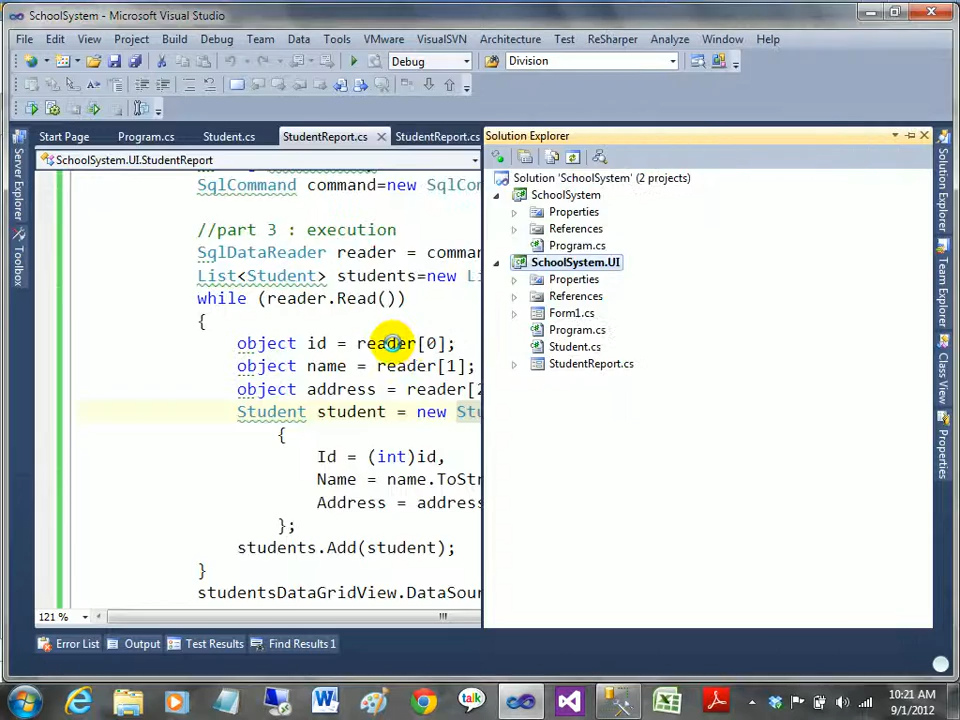 SchoolSystem - Microsoft Visual Studio
File Edit View Project Build Debug Team Data Tools VMware VisualSVN Architecture Test ReSharper Analyze Window Help
Debug Division
Start Page Program.cs Student.cs StudentReport.cs StudentReport.cs
SchoolSystem.UI.StudentReport
SqlCommand command=new SqlCom
//part 3 : execution
SqlDataReader reader = comman
List<Student> students=new Li
while (reader.Read())
{
object id = reader[0];
object name = reader[1];
object address = reader[2
Student student = new Stu
{
Id = (int)id,
Name = name.ToStr
Address = address
};
students.Add(student);
}
studentsDataGridView.DataSour
121 %
Solution Explorer
Solution 'SchoolSystem' (2 projects)
SchoolSystem
Properties
References
Program.cs
SchoolSystem.UI
Properties
References
Form1.cs
Program.cs
Student.cs
StudentReport.cs
Server Explorer
Toolbox
Solution Explorer
Team Explorer
Class View
Properties
Error List Output Test Results Find Results 1
talk
10:21 AM
9/1/2012